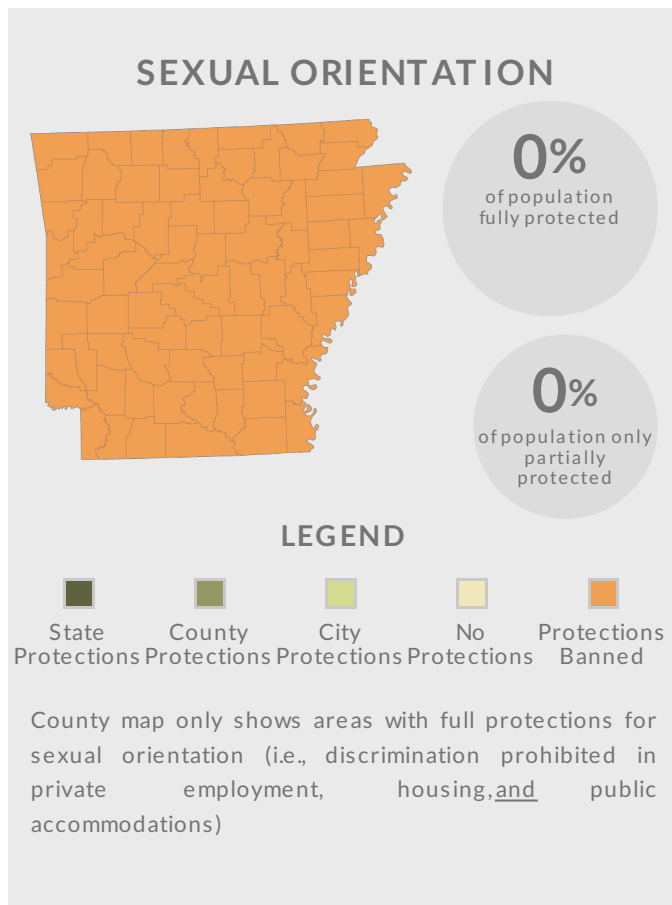 SEXUAL ORIENTATION
0%
of population
fully protected
0%
of population only
partially
protected
LEGEND
State
Protections
County
Protections
City
Protections
No
Protections
Protections
Banned
County map only shows areas with full protections for
sexual orientation (i.e., discrimination prohibited in
private employment, housing, and public
accommodations)